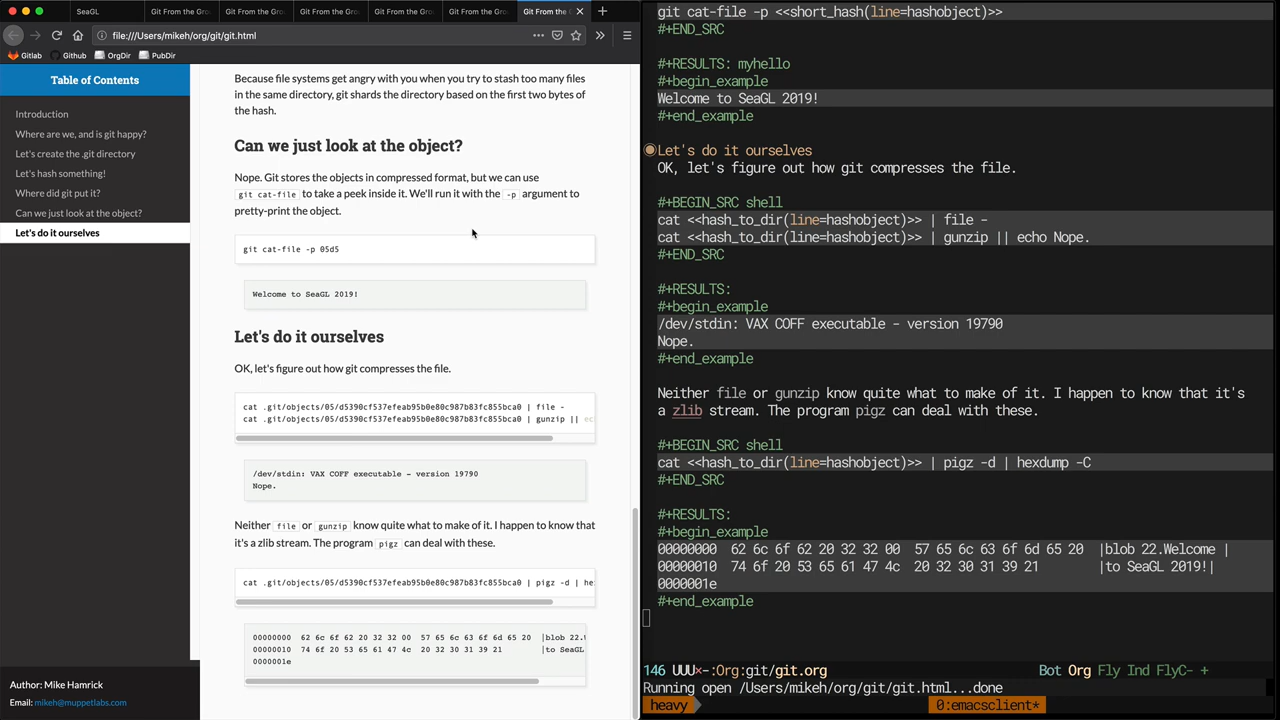 SeaGL
Git From the Gro
Git From the Gro
Git From the Gro
Git From the Gro
Git From the Gro
Git From the Gro
file:///Users/mikeh/org/git/git.html
Gitlab
Github
OrgDir
PubDir
Table of Contents
Introduction
Where are we, and is git happy?
Let's create the .git directory
Let's hash something!
Where did git put it?
Can we just look at the object?
Let's do it ourselves
Author: Mike Hamrick
Email: mikeh@muppetlabs.com
Because file systems get angry with you when you try to stash too many files
in the same directory, git shards the directory based on the first two bytes of
the hash.
Can we just look at the object?
Nope. Git stores the objects in compressed format, but we can use
git cat-file to take a peek inside it. We'll run it with the -p argument to
pretty-print the object.
git cat-file -p 05d5
Welcome to SeaGL 2019!
Let's do it ourselves
OK, let's figure out how git compresses the file.
cat .git/objects/05/d5390cf537efeab95b0e80c987b83fc855bca0 | file -
cat .git/objects/05/d5390cf537efeab95b0e80c987b83fc855bca0 | gunzip || ec
/dev/stdin: VAX COFF executable - version 19790
Nope.
Neither file or gunzip know quite what to make of it. I happen to know that
it's a zlib stream. The program pigz can deal with these.
cat .git/objects/05/d5390cf537efeab95b0e80c987b83fc855bca0 | pigz -d | he
00000000  62 6c 6f 62 20 32 32 00  57 65 6c 63 6f 6d 65 20  |blob 22.
00000010  74 6f 20 53 65 61 47 4c  20 32 30 31 39 21  |to SeaGL
0000001e
git cat-file -p <<short_hash(line=hashobject)>>
#+END_SRC
#+RESULTS: myhello
#+begin_example
Welcome to SeaGL 2019!
#+end_example
Let's do it ourselves
OK, let's figure out how git compresses the file.
#+BEGIN_SRC shell
cat <<hash_to_dir(line=hashobject)>> | file -
cat <<hash_to_dir(line=hashobject)>> | gunzip || echo Nope.
#+END_SRC
#+RESULTS:
#+begin_example
/dev/stdin: VAX COFF executable - version 19790
Nope.
#+end_example
Neither file or gunzip know quite what to make of it. I happen to know that it's
a zlib stream. The program pigz can deal with these.
#+BEGIN_SRC shell
cat <<hash_to_dir(line=hashobject)>> | pigz -d | hexdump -C
#+END_SRC
#+RESULTS:
#+begin_example
00000000  62 6c 6f 62 20 32 32 00  57 65 6c 63 6f 6d 65 20  |blob 22.Welcome |
00000010  74 6f 20 53 65 61 47 4c  20 32 30 31 39 21  |to SeaGL 2019!|
0000001e
#+end_example
146 UUU×-:Org:git/git.org Bot Org Fly Ind FlyC- +
Running open /Users/mikeh/org/git/git.html...done
heavy 0:emacsclient*